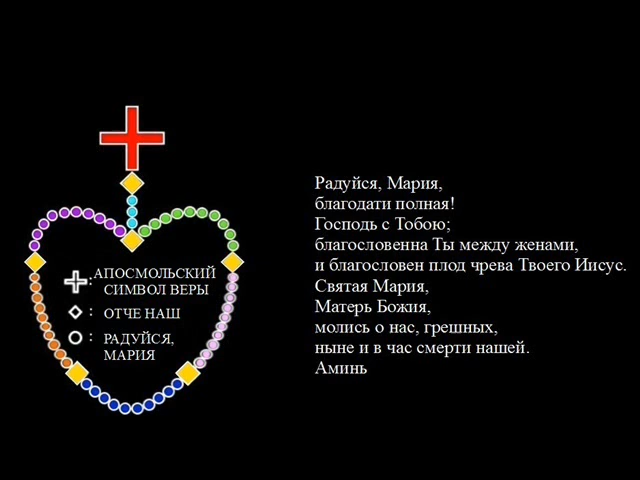 :АПОСМОЛЬСКИЙ
СИМВОЛ ВЕРЫ
: ОТЧЕ НАШ
: РАДУЙСЯ,
МАРИЯ
Радуйся, Мария,
благодати полная!
Господь с Тобою;
благословенна Ты между женами,
и благословен плод чрева Твоего Иисус.
Святая Мария,
Матерь Божия,
молись о нас, грешных,
ныне и в час смерти нашей.
Аминь